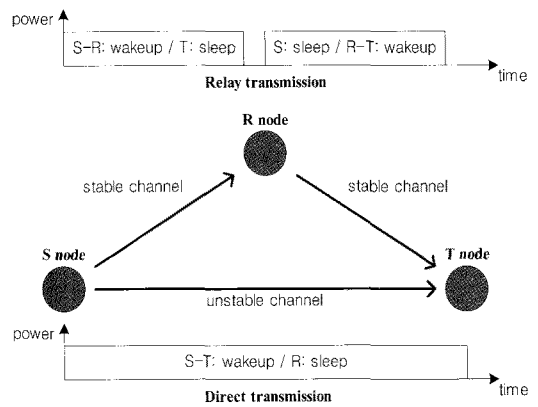 power
S-R: wakeup / T: sleep
S: sleep / R-T: wakeup
time
Relay transmission
R node
stable channel
stable channel
S node
T node
unstable channel
power
S-T: wakeup / R: sleep
time
Direct transmission